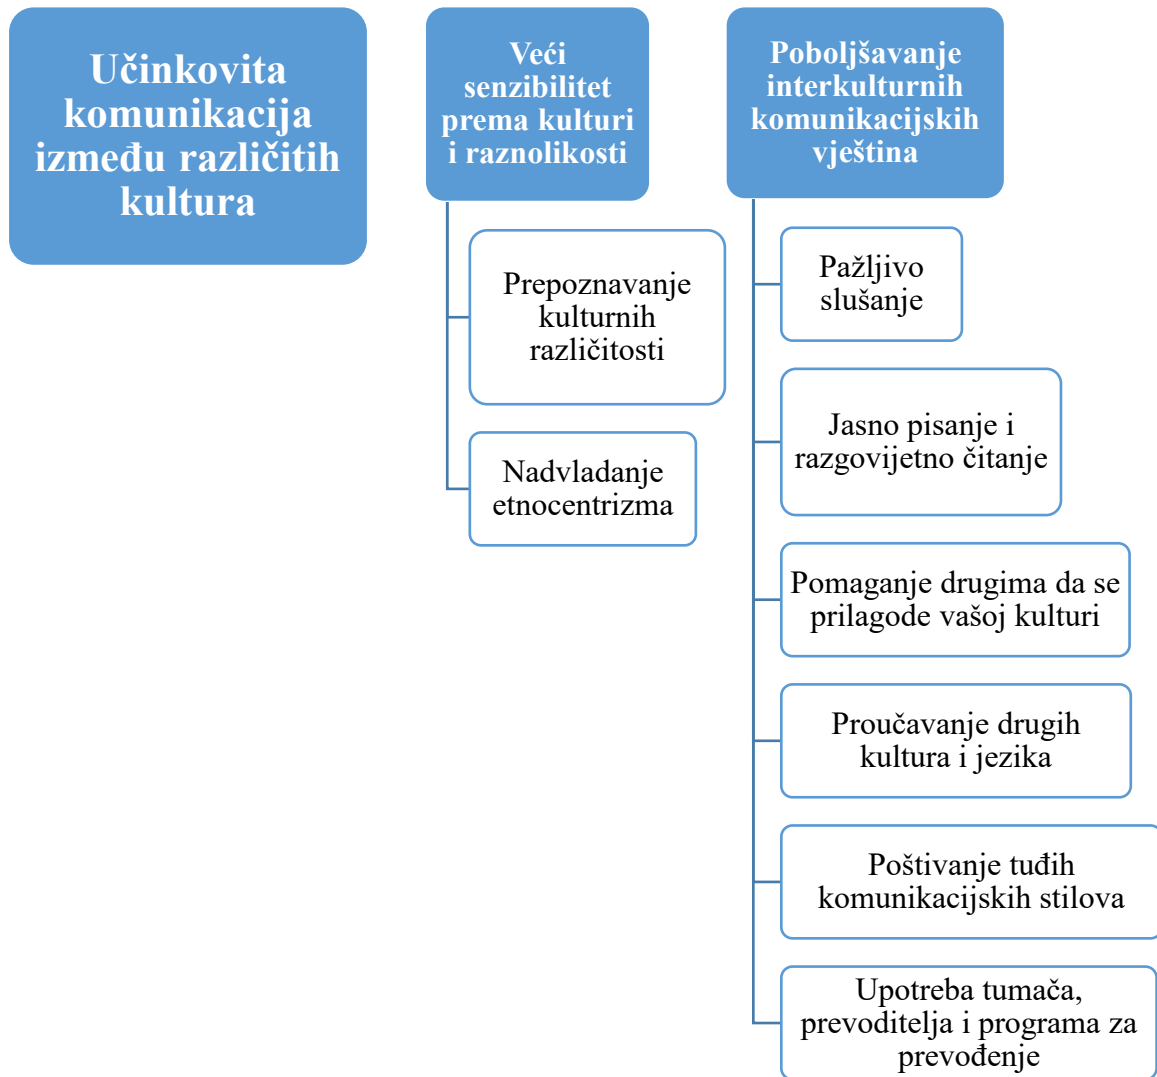 Učinkovita
komunikacija
između različitih
kultura
Veći
senzibilitet
prema kulturi
i raznolikosti
Prepoznavanje
kulturnih
različitosti
Nadvladanje
etnocentrizma
Poboljšavanje
interkulturnih
komunikacijskih
vještina
Pažljivo
slušanje
Jasno pisanje i
razgovijetno čitanje
Pomaganje drugima da se
prilagode vašoj kulturi
Proučavanje drugih
kultura i jezika
Poštivanje tuđih
komunikacijskih stilova
Upotreba tumača,
prevoditelja i programa za
prevođenje